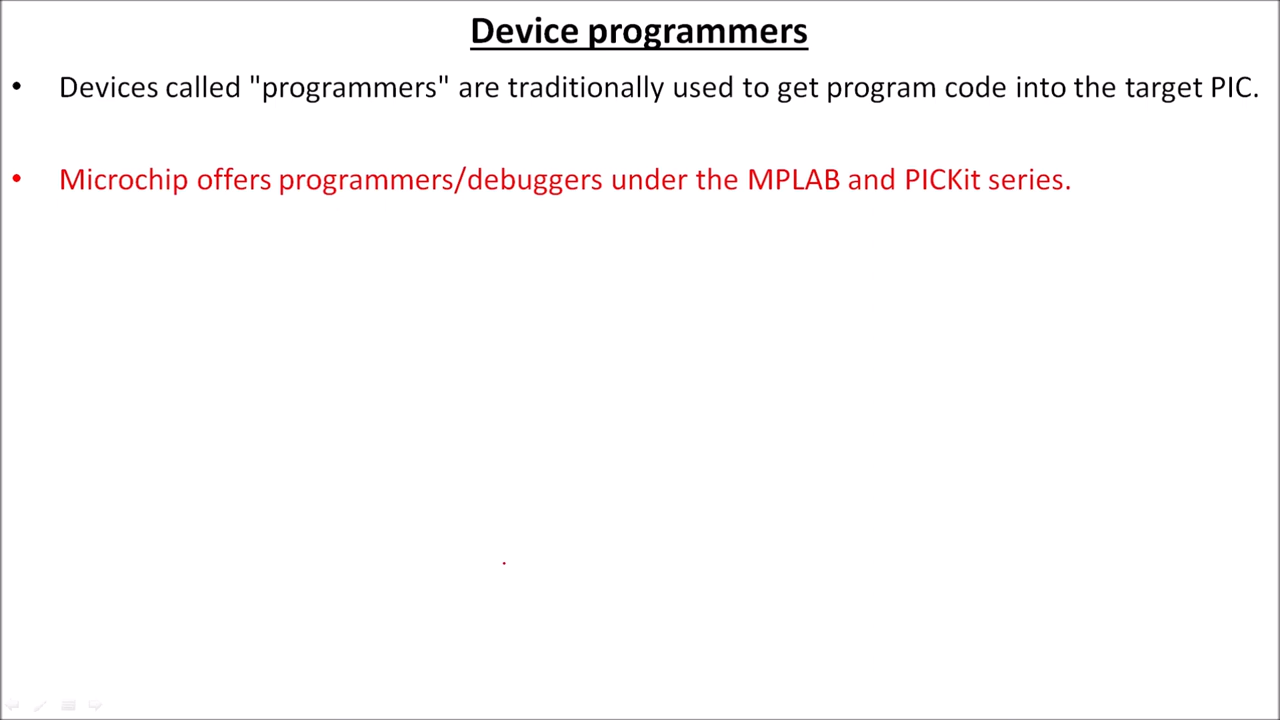 Device programmers
• Devices called "programmers" are traditionally used to get program code into the target PIC.
• Microchip offers programmers/debuggers under the MPLAB and PICKit series.